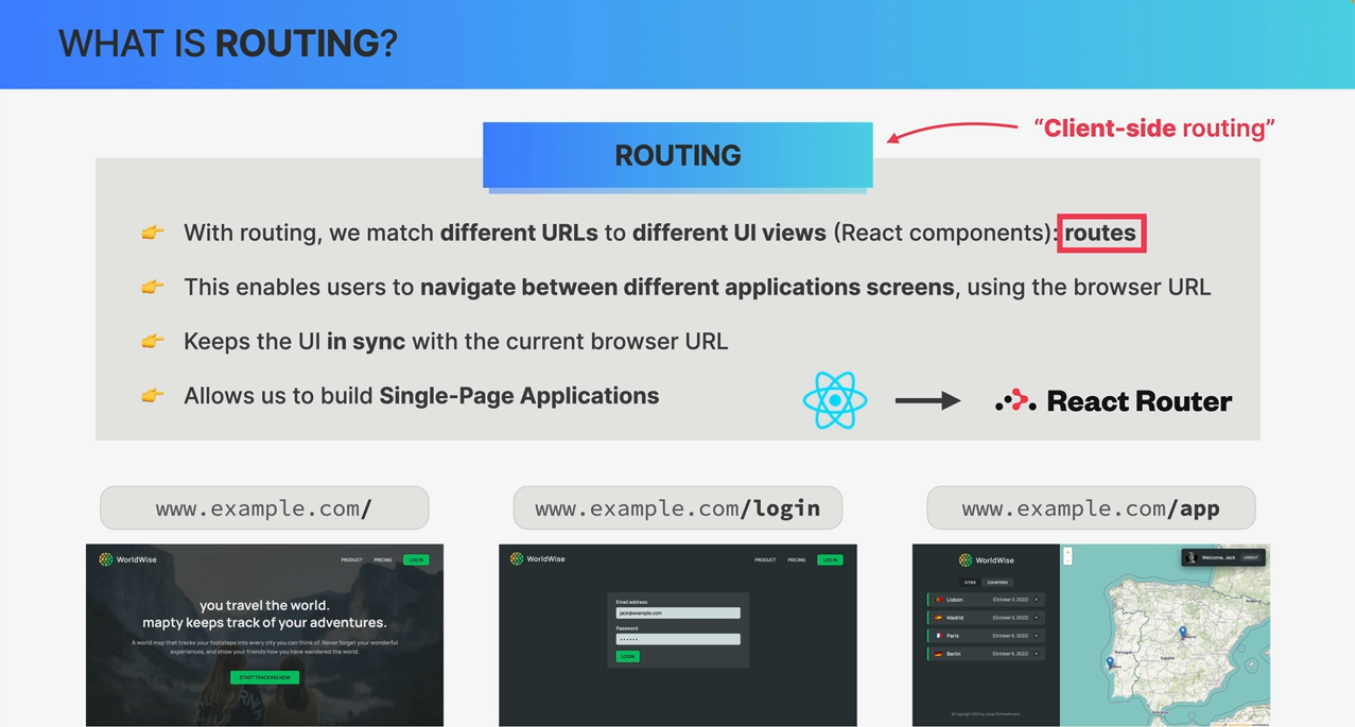 WHAT IS ROUTING?
“Client-side routing”
ROUTING
👉 With routing, we match different URLs to different UI views (React components): routes
👉 This enables users to navigate between different applications screens, using the browser URL
👉 Keeps the UI in sync with the current browser URL
👉 Allows us to build Single-Page Applications
React Router
www.example.com/
www.example.com/login
www.example.com/app
WorldWise
PRODUCT PRICING LOG IN
you travel the world.
mapty keeps track of your adventures.
A world map that tracks your footsteps into every city you can think of. Never forget your wonderful
experiences, and show your friends how you have wandered the world.
START TRACKING NOW
WorldWise
PRODUCT PRICING LOG IN
Email address
jack@example.com
Password
LOGIN
WorldWise
CITIES COUNTRIES
Lisbon (October 3, 2022)
Madrid (October 5, 2022)
Paris (October 6, 2022)
Berlin (October 6, 2022)
Welcome, Jack LOGOUT
Portugal
España